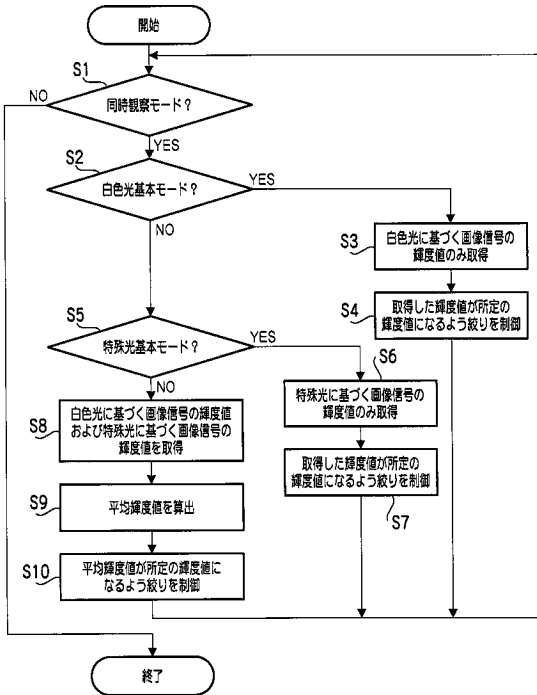 開始
S1
NO
同時観察モード?
YES
S2
白色光基本モード?
YES
NO
S3
白色光に基づく画像信号の
輝度値のみ取得
S4
取得した輝度値が所定の
輝度値になるよう絞りを制御
S5
特殊光基本モード?
YES
NO
S6
特殊光に基づく画像信号の
輝度値のみ取得
S7
取得した輝度値が所定の
輝度値になるよう絞りを制御
S8
白色光に基づく画像信号の輝度値
および特殊光に基づく画像信号の
輝度値を取得
S9
平均輝度値を算出
S10
平均輝度値が所定の輝度値に
なるよう絞りを制御
終了